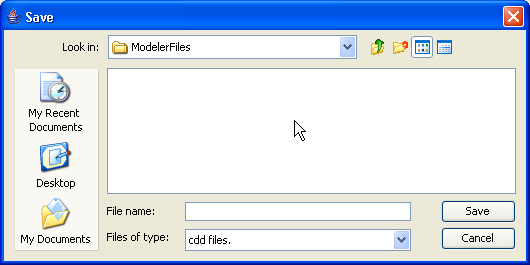 Save
Look in: ModelerFiles
My Recent
Documents
Desktop
My Documents
File name: Save
Files of type: cdd files. Cancel